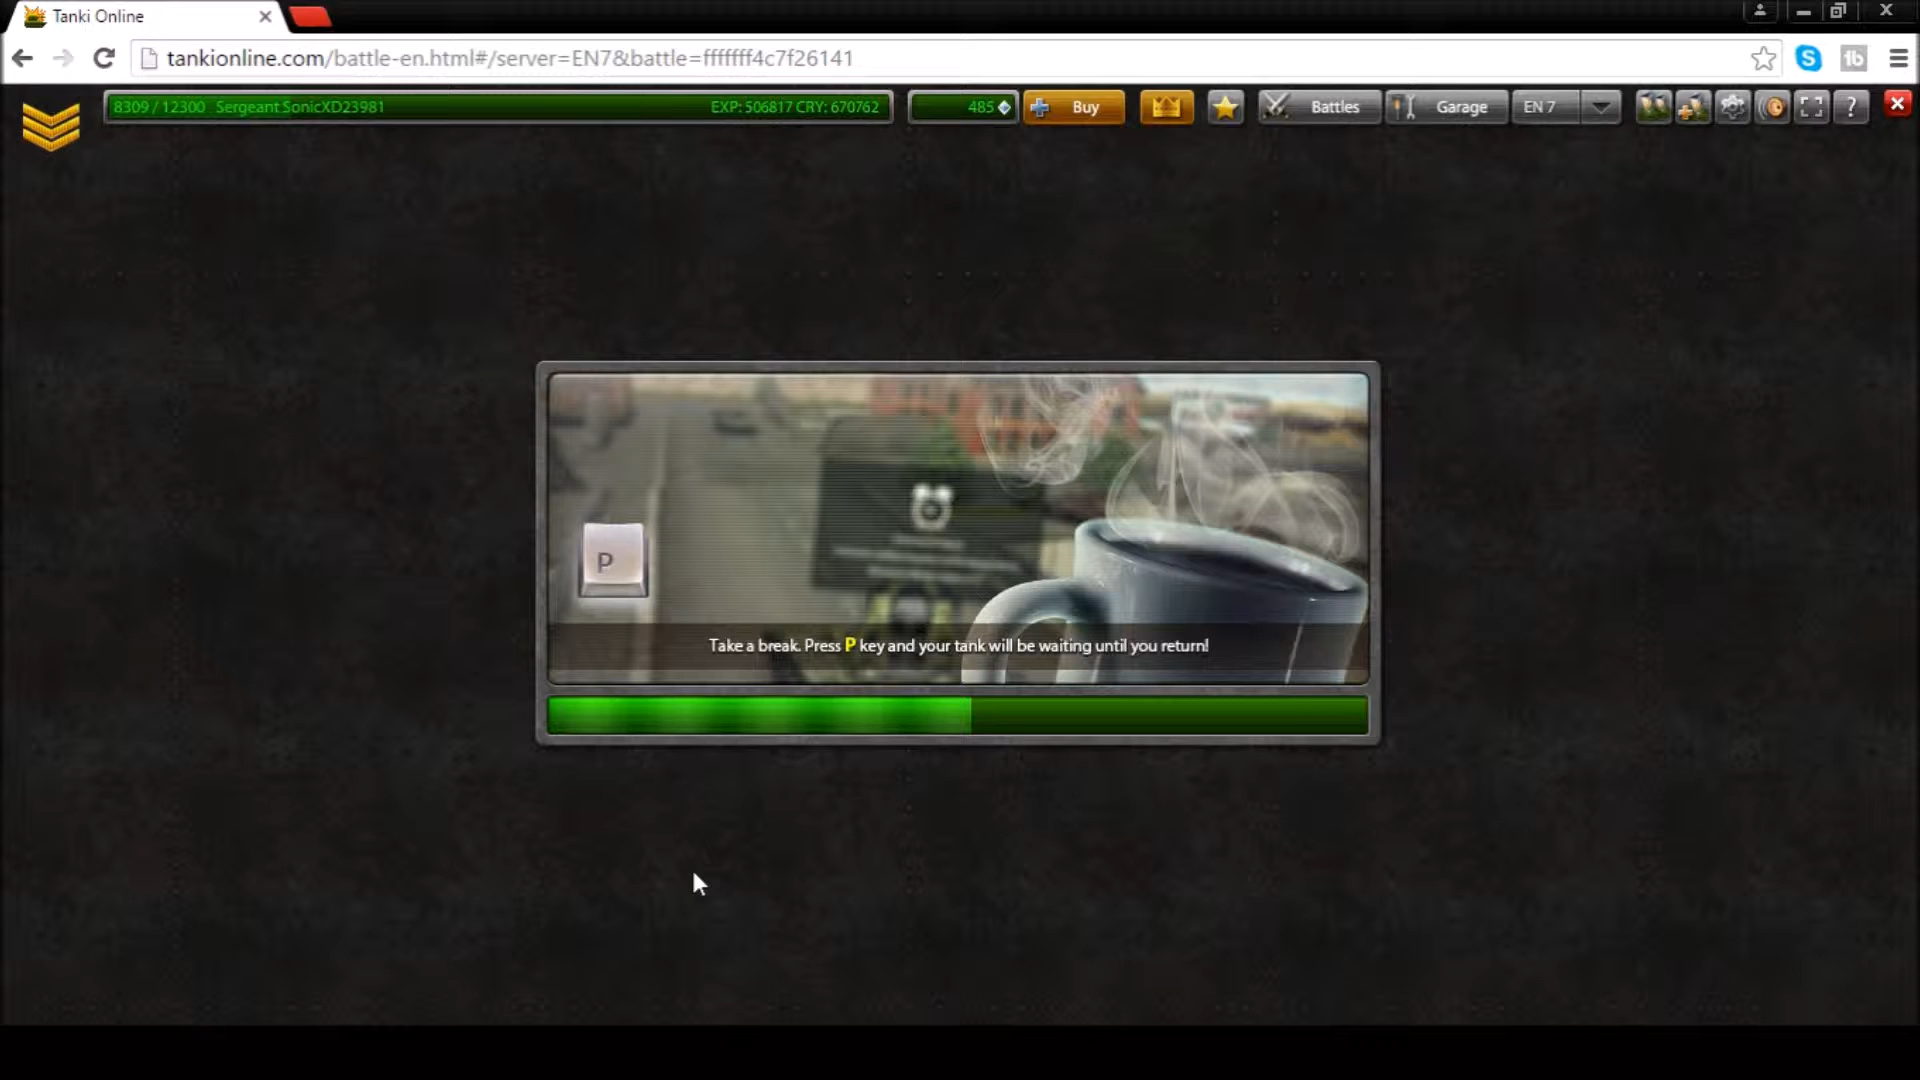 Tanki Online
tankionline.com/battle-en.html#/server=EN7&battle=fffffff4c7f26141
8309 / 12300 Sergeant SonicXD23981 EXP: 506817 CRY: 670762 485 Buy Battles Garage EN 7 ?
P
Take a break. Press P key and your tank will be waiting until you return!